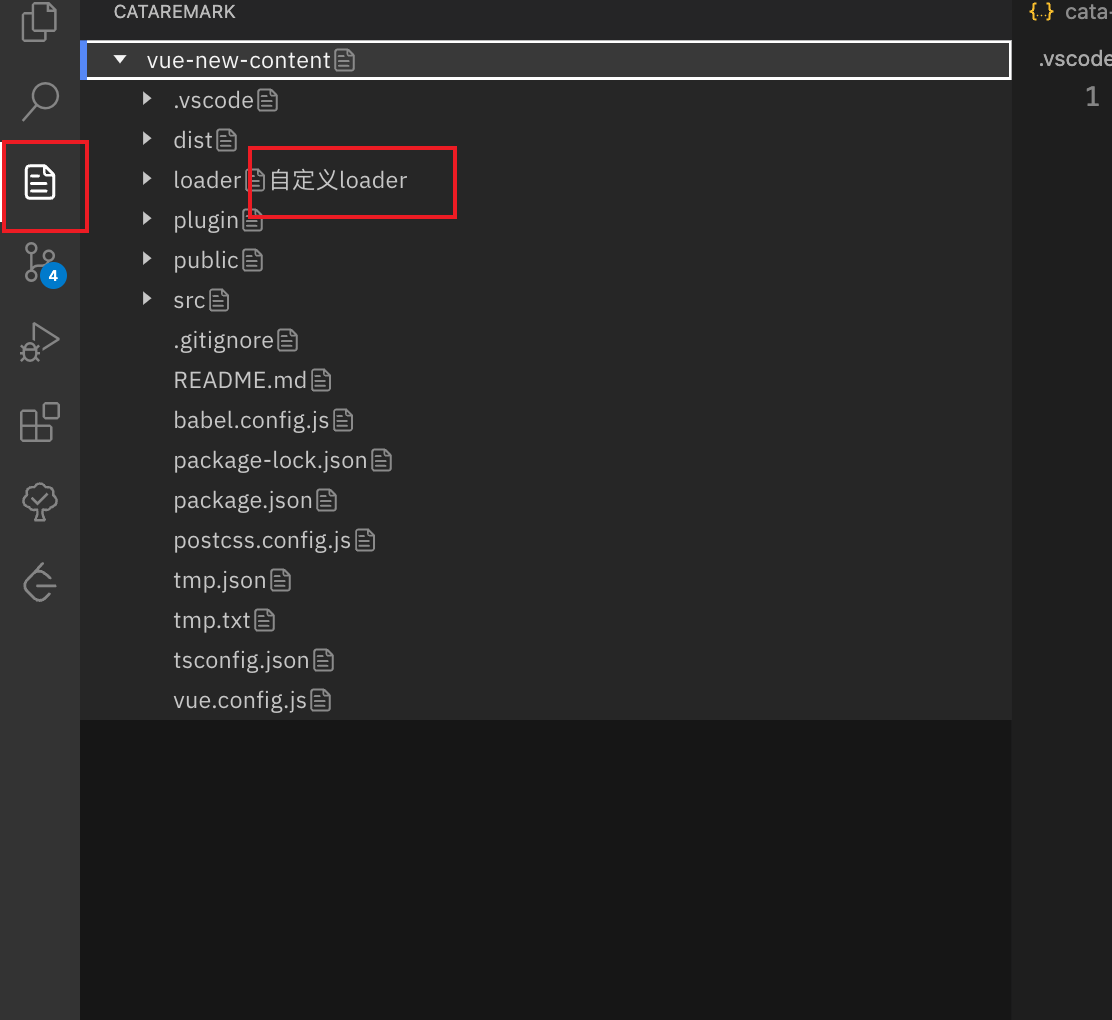 CATAREMARK
{..} cata-
vue-new-content
.vscode
.vscode
dist
1
loader 自定义loader
plugin
public
4
src
.gitignore
README.md
babel.config.js
package-lock.json
package.json
postcss.config.js
tmp.json
tmp.txt
tsconfig.json
vue.config.js